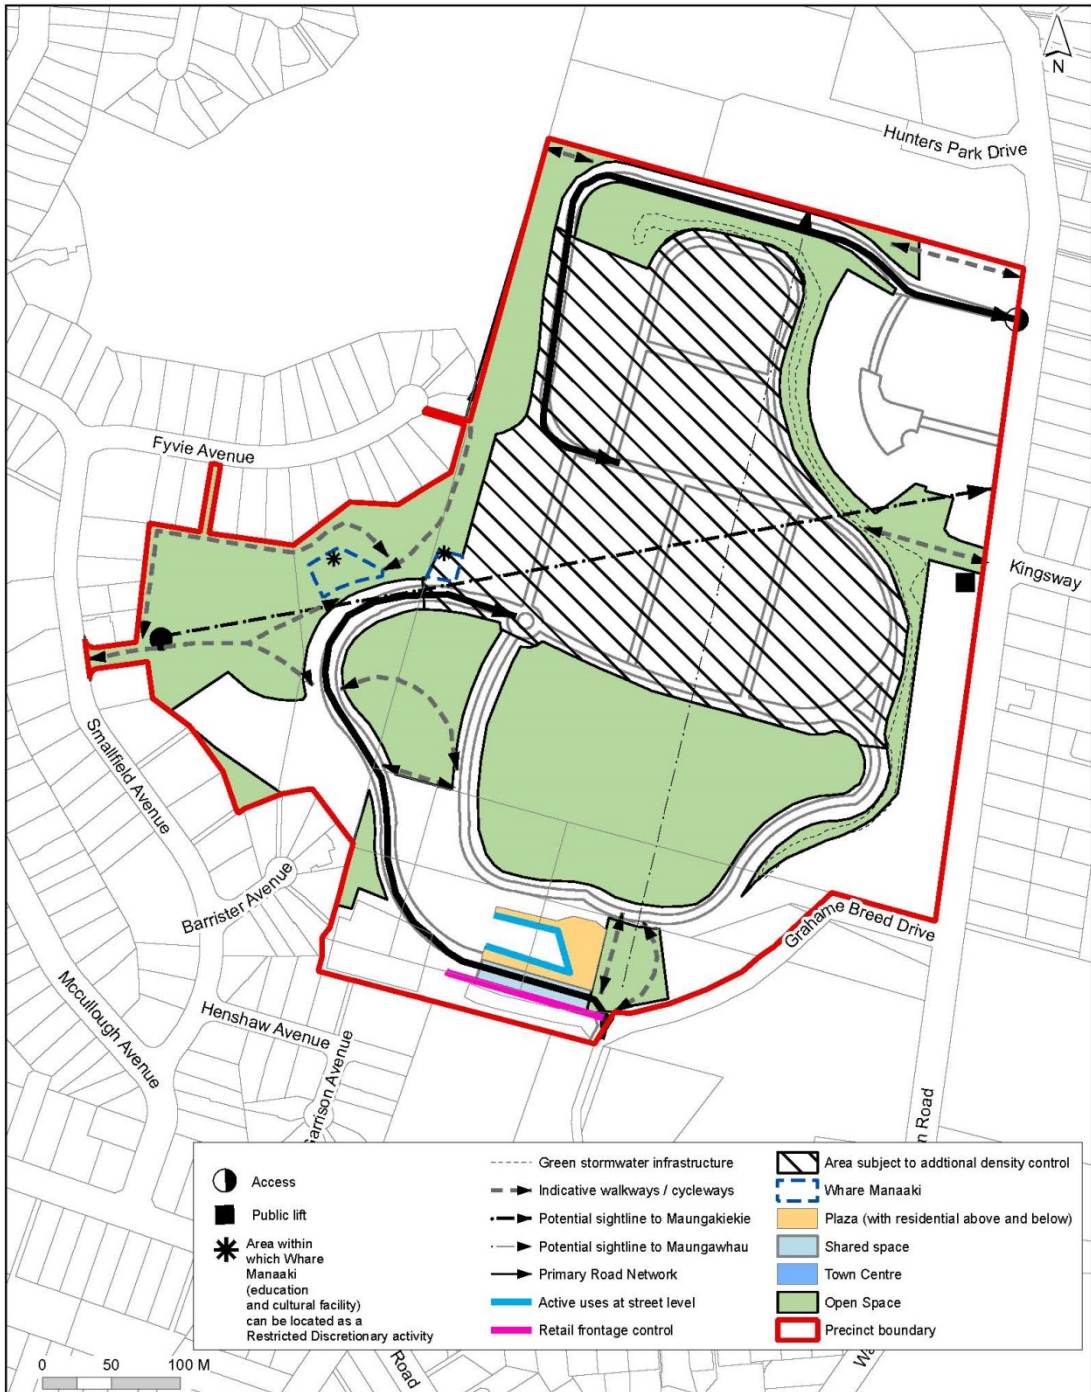 N
Hunters Park Drive
Fyvie Avenue
Kingsway
Smallfield Avenue
Barrister Avenue
Grahame Breed Drive
Mccullough Avenue
Henshaw Avenue
Garrison Avenue
n Road
Wa
Road
Access
Public lift
Area within
which Whare
Manaaki
(education
and cultural facility)
can be located as a
Restricted Discretionary activity
Green stormwater infrastructure
Indicative walkways / cycleways
Potential sightline to Maungakiekie
Potential sightline to Maungawhau
Primary Road Network
Active uses at street level
Retail frontage control
Area subject to addtional density control
Whare Manaaki
Plaza (with residential above and below)
Shared space
Town Centre
Open Space
Precinct boundary
0 50 100 M